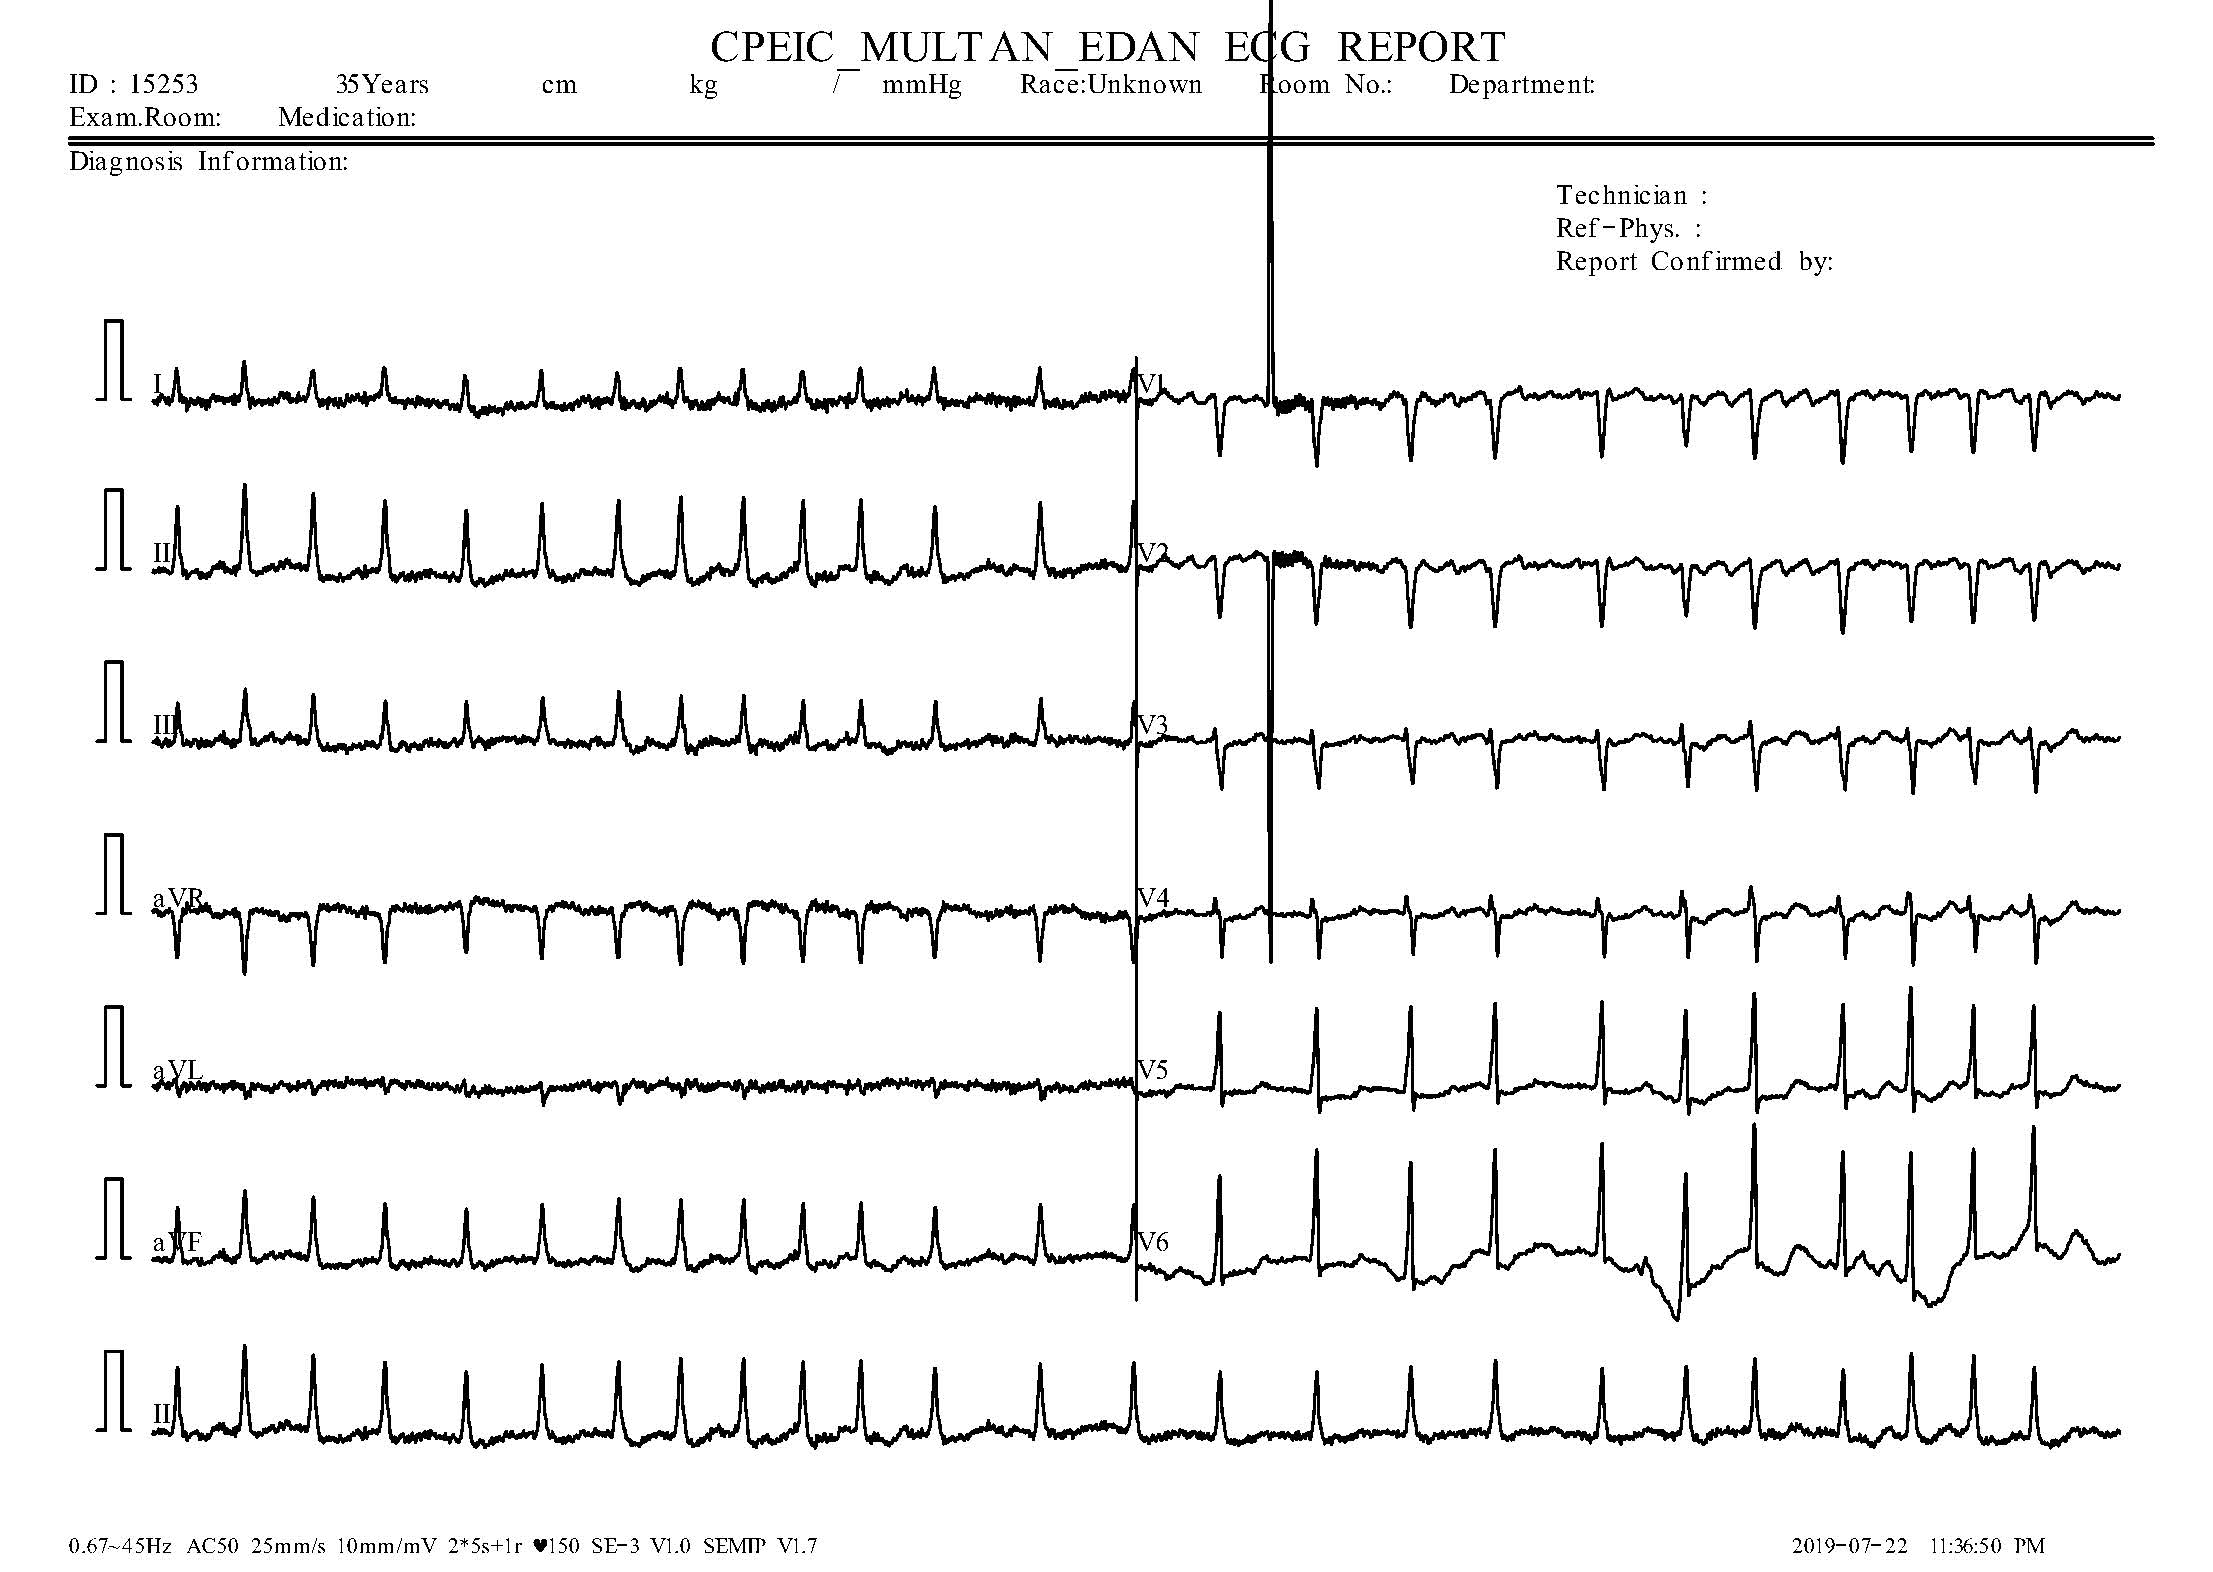 CPEIC_MULTAN_EDAN ECG REPORT
ID : 15253 35Years cm kg / mmHg Race:Unknown Room No.: Department:
Exam.Room: Medication:
Diagnosis Information:
Technician :
Ref-Phys. :
Report Confirmed by:
I V1
II V2
III V3
aVR V4
aVL V5
aVF V6
II
0.67~45Hz AC50 25mm/s 10mm/mV 2*5s+1r ♥150 SE-3 V1.0 SEMIP V1.7 2019-07-22 11:36:50 PM